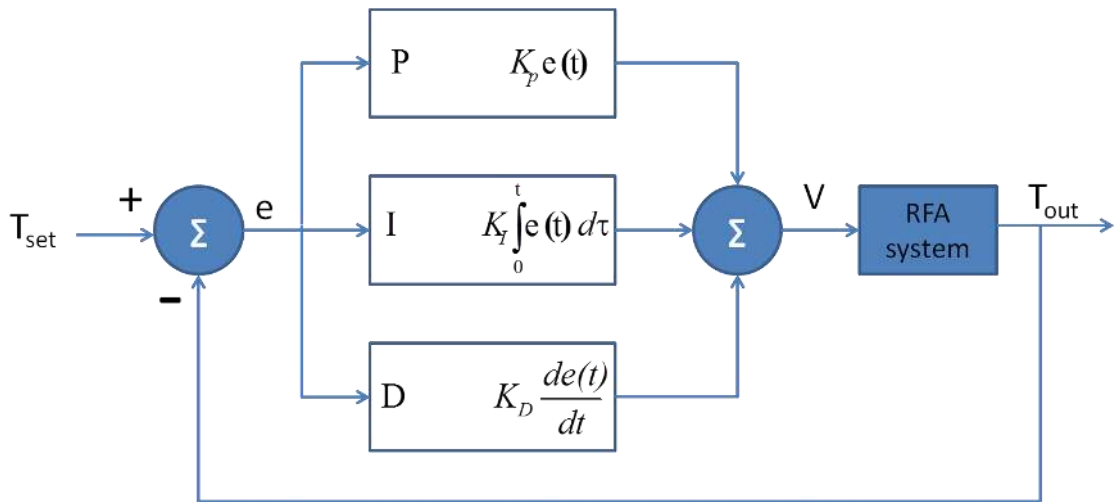 P K_p e(t)
+
T_set
Σ
e
I K_I ∫_0^t e(t) dτ
Σ
V
RFA
system
T_out
−
D K_D de(t)/dt